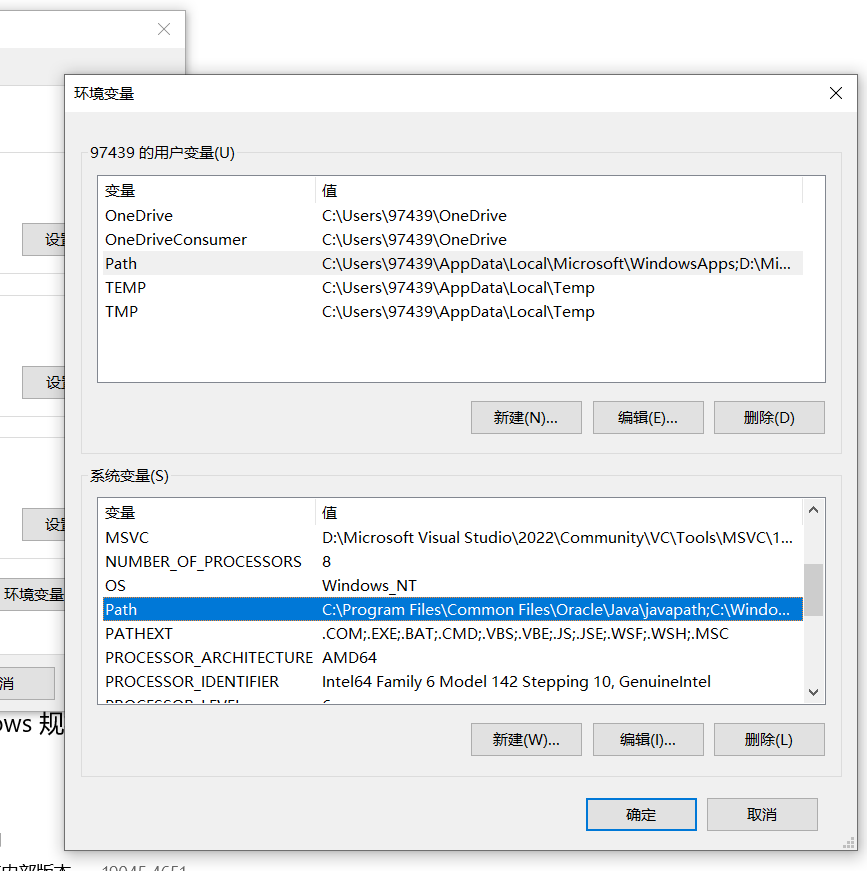 环境变量
97439 的用户变量(U)
变量 值
OneDrive C:\Users\97439\OneDrive
OneDriveConsumer C:\Users\97439\OneDrive
Path C:\Users\97439\AppData\Local\Microsoft\WindowsApps;D:\Mi...
TEMP C:\Users\97439\AppData\Local\Temp
TMP C:\Users\97439\AppData\Local\Temp
新建(N)... 编辑(E)... 删除(D)
系统变量(S)
变量 值
MSVC D:\Microsoft Visual Studio\2022\Community\VC\Tools\MSVC\1...
NUMBER_OF_PROCESSORS 8
OS Windows_NT
Path C:\Program Files\Common Files\Oracle\Java\javapath;C:\Windo...
PATHEXT .COM;.EXE;.BAT;.CMD;.VBS;.VBE;.JS;.JSE;.WSF;.WSH;.MSC
PROCESSOR_ARCHITECTURE AMD64
PROCESSOR_IDENTIFIER Intel64 Family 6 Model 142 Stepping 10, GenuineIntel
新建(W)... 编辑(I)... 删除(L)
确定 取消
设
设
设
环境变量
消
ows 规
内部版本 19045.4651